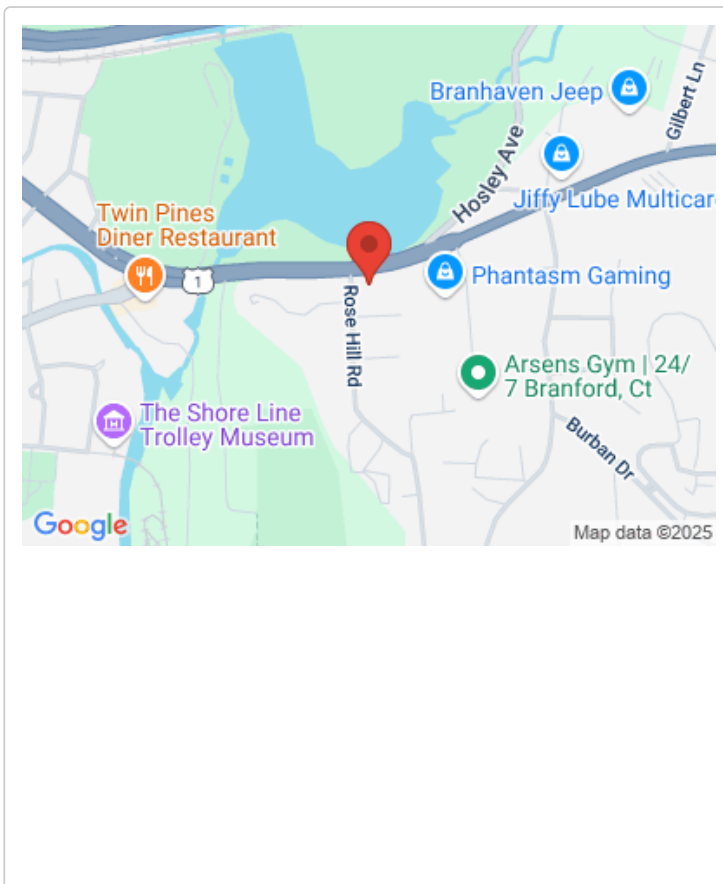 Branhaven Jeep
Gilbert Ln
Hosley Ave
Jiffy Lube Multicar
Twin Pines
Diner Restaurant
1
Phantasm Gaming
Rose Hill Rd
Arsens Gym | 24/
7 Branford, Ct
The Shore Line
Trolley Museum
Burban Dr
Google
Map data ©2025